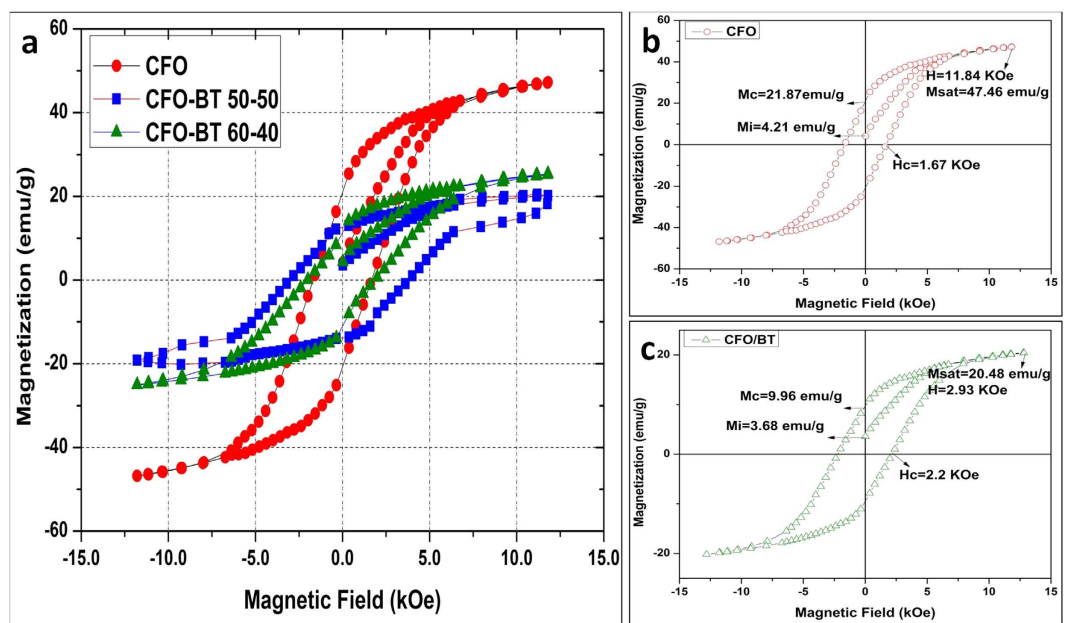 a
CFO
CFO-BT 50-50
CFO-BT 60-40
60
40
20
0
-20
-40
-60
Magnetization (emu/g)
15.0 -10.0 -5.0 0.0 5.0 10.0 15.0
Magnetic Field (kOe)
b
CFO
60
40
20
0
-20
-40
-60
Magnetization (emu/g)
H=11.84 KOe
Msat=47.46 emu/g
Mc=21.87emu/g
Mi=4.21 emu/g
Hc=1.67 KOe
-15 -10 -5 0 5 10 15
Magnetic Field (kOe)
c
CFO/BT
20
0
-20
Magnetization (emu/g)
Msat=20.48 emu/g
H=2.93 KOe
Mc=9.96 emu/g
Mi=3.68 emu/g
Hc=2.2 KOe
-15 -10 -5 0 5 10 15
Magnetic Field (kOe)